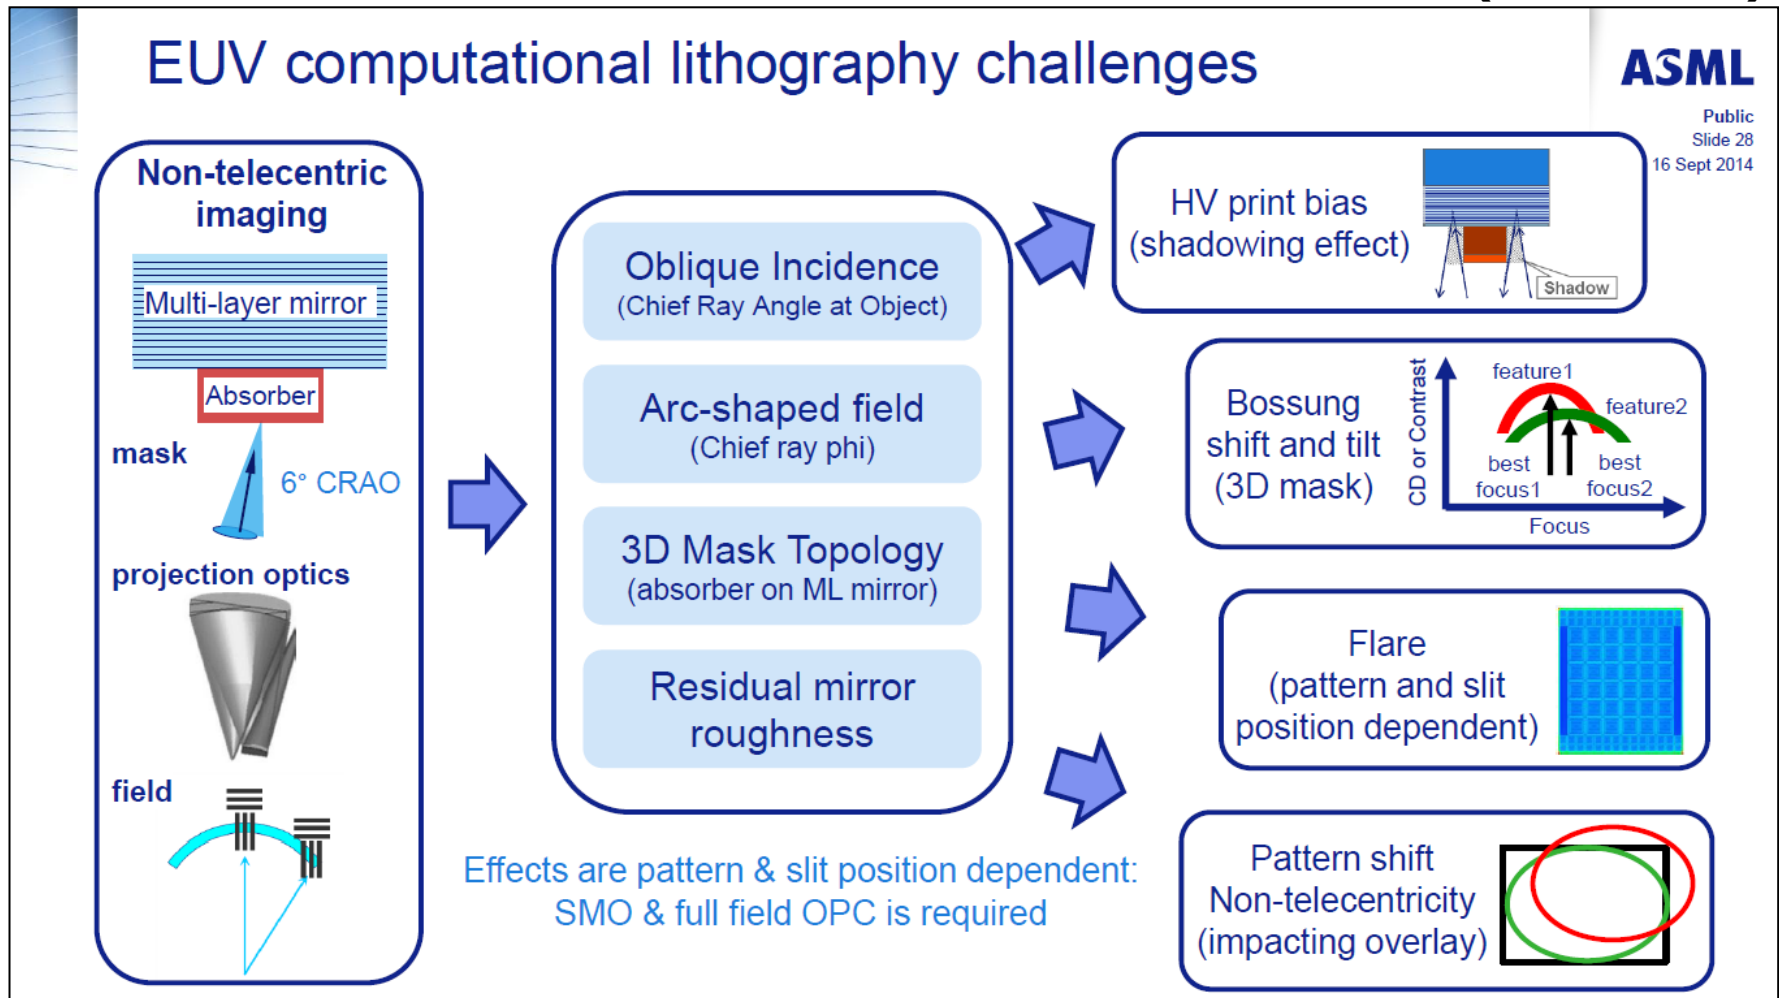 EUV computational lithography challenges
ASML
Public
Slide 28
16 Sept 2014
Non-telecentric
imaging
Multi-layer mirror
Absorber
mask
6° CRAO
projection optics
field
Oblique Incidence
(Chief Ray Angle at Object)
Arc-shaped field
(Chief ray phi)
3D Mask Topology
(absorber on ML mirror)
Residual mirror
roughness
Effects are pattern & slit position dependent:
SMO & full field OPC is required
HV print bias
(shadowing effect)
Shadow
Bossung
shift and tilt
(3D mask)
CD or Contrast
feature1
feature2
best
focus1
best
focus2
Focus
Flare
(pattern and slit
position dependent)
Pattern shift
Non-telecentricity
(impacting overlay)